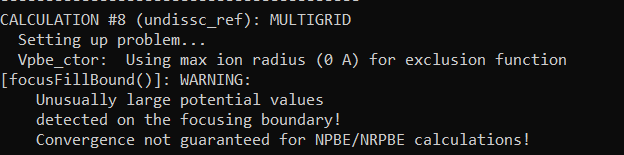 CALCULATION #8 (undissc_ref): MULTIGRID
  Setting up problem...
  Vpbe_ctor:  Using max ion radius (0 A) for exclusion function
[focusFillBound()]: WARNING:
    Unusually large potential values
    detected on the focusing boundary!
    Convergence not guaranteed for NPBE/NRPBE calculations!